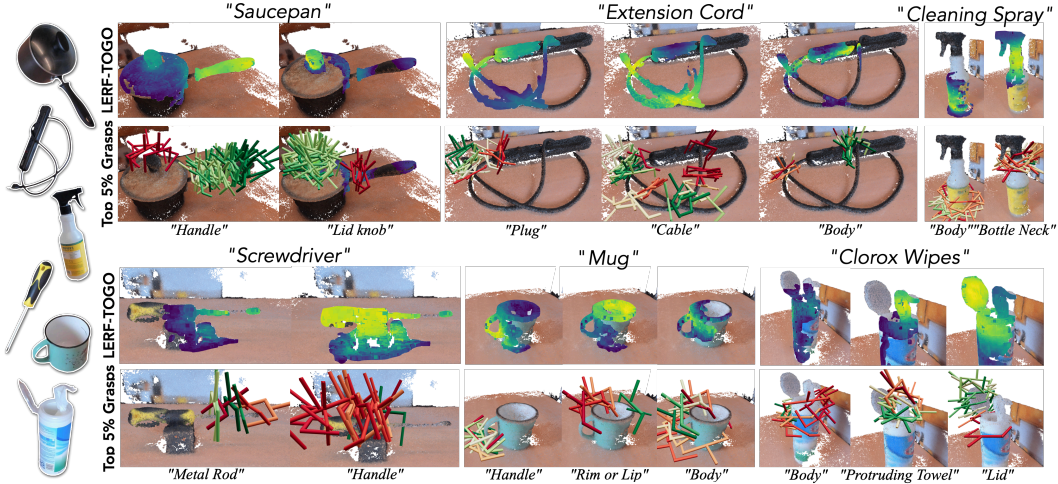 "Saucepan" "Extension Cord" "Cleaning Spray"
LERF-TOGO
Top 5% Grasps
"Handle" "Lid knob" "Plug" "Cable" "Body" "Body" "Bottle Neck"
"Screwdriver" "Mug" "Clorox Wipes"
LERF-TOGO
Top 5% Grasps
"Metal Rod" "Handle" "Handle" "Rim or Lip" "Body" "Body" "Protruding Towel" "Lid"